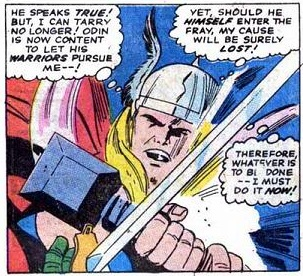 HE SPEAKS TRUE!
BUT, I CAN TARRY
NO LONGER! ODIN
IS NOW CONTENT
TO LET HIS
WARRIORS PURSUE
ME--!
YET, SHOULD HE
HIMSELF ENTER THE
FRAY, MY CAUSE
WILL BE SURELY
LOST!
THEREFORE,
WHATEVER IS
TO BE DONE
-- I MUST
DO IT NOW!